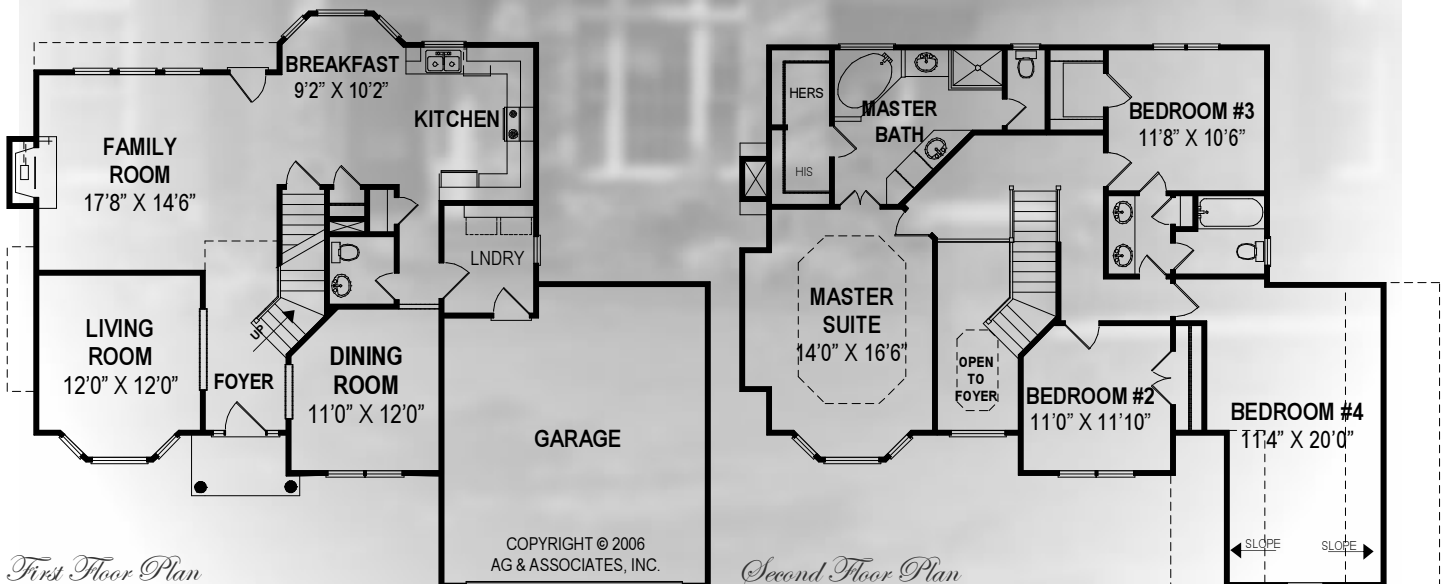 BREAKFAST
9'2" X 10'2"
KITCHEN
FAMILY
ROOM
17'8" X 14'6"
LNDRY
LIVING
ROOM
12'0" X 12'0"
UP
FOYER
DINING
ROOM
11'0" X 12'0"
GARAGE
COPYRIGHT © 2006
AG & ASSOCIATES, INC.
First Floor Plan
HERS
HIS
MASTER
BATH
BEDROOM #3
11'8" X 10'6"
MASTER
SUITE
14'0" X 16'6"
OPEN
TO
FOYER
BEDROOM #2
11'0" X 11'10"
BEDROOM #4
11'4" X 20'0"
SLOPE
SLOPE
Second Floor Plan